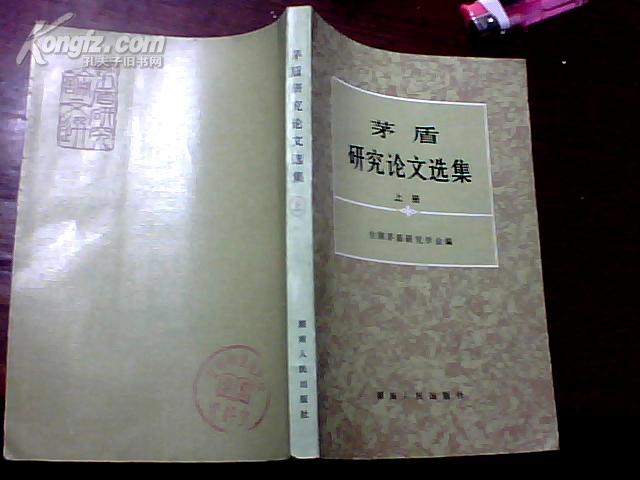 Kongfz.com
孔夫子旧书网
茅盾研究论文选集
上
湖南人民出版社
茅盾
研究论文选集
上册
全国茅盾研究学会编
湖南人民出版社